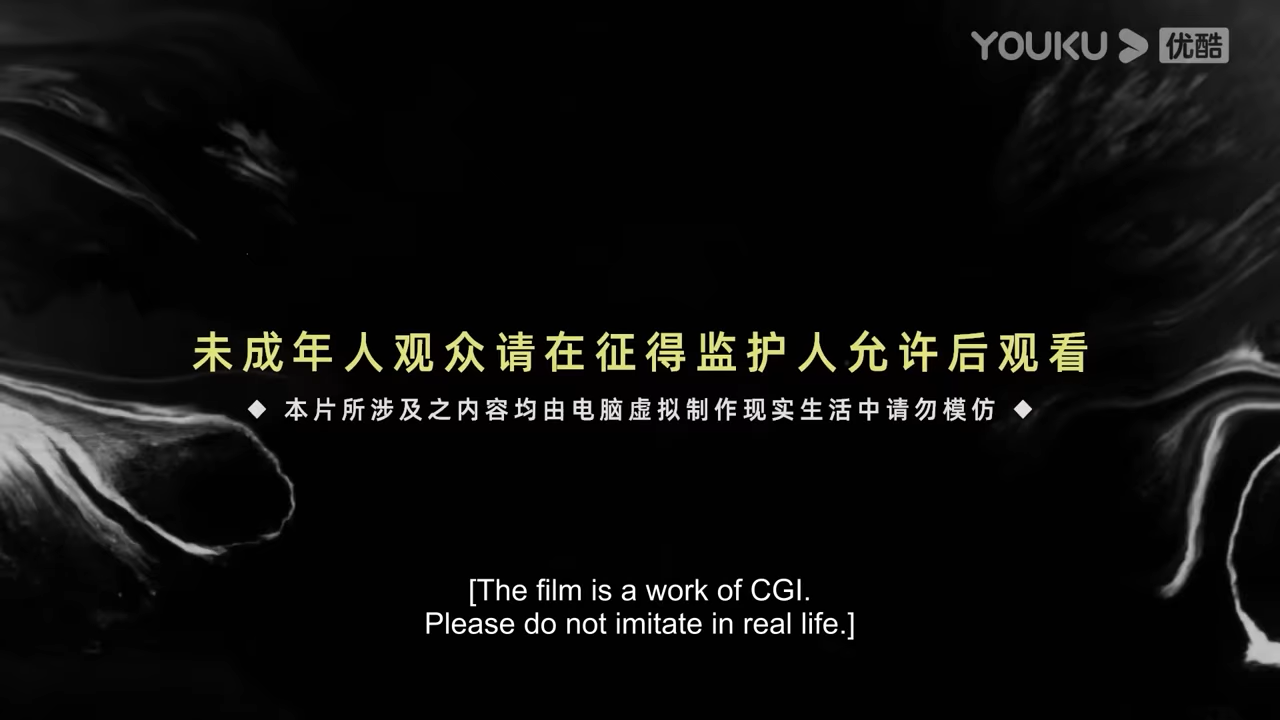 YOUKU 优酷
未成年人观众请在征得监护人允许后观看
◆ 本片所涉及之内容均由电脑虚拟制作现实生活中请勿模仿 ◆
[The film is a work of CGI.
Please do not imitate in real life.]